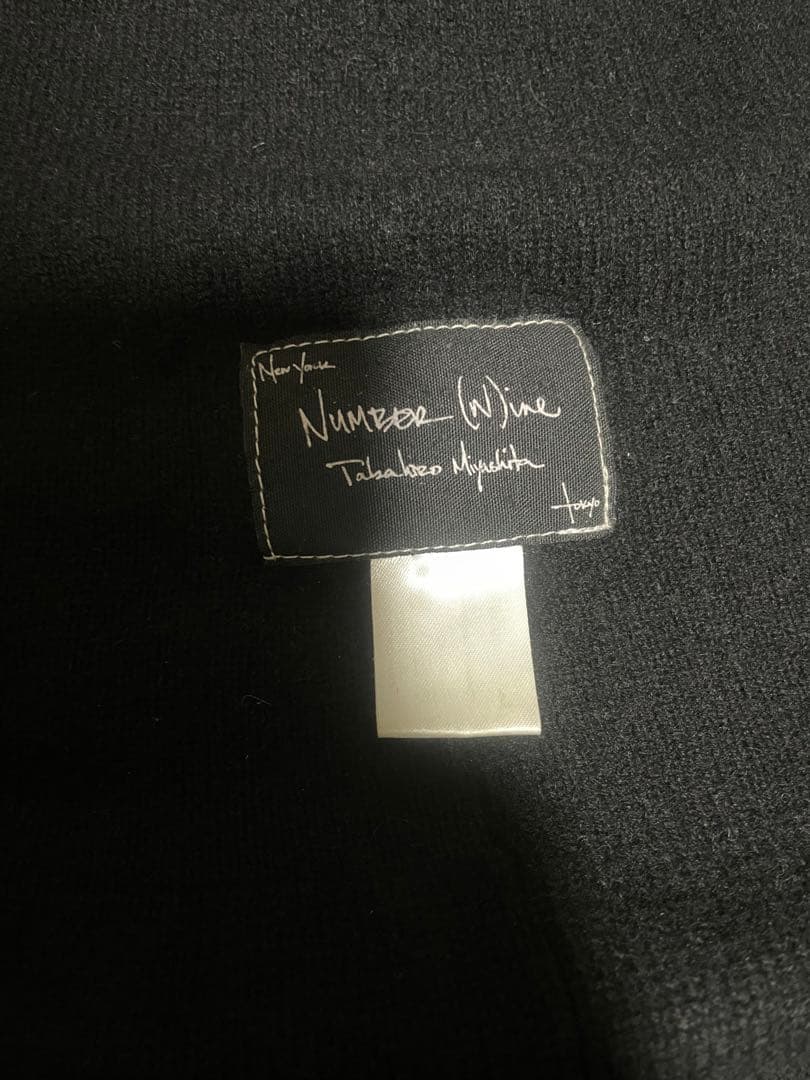 New York
NUMBER (N)ine
Takahiro Miyashita
tokyo